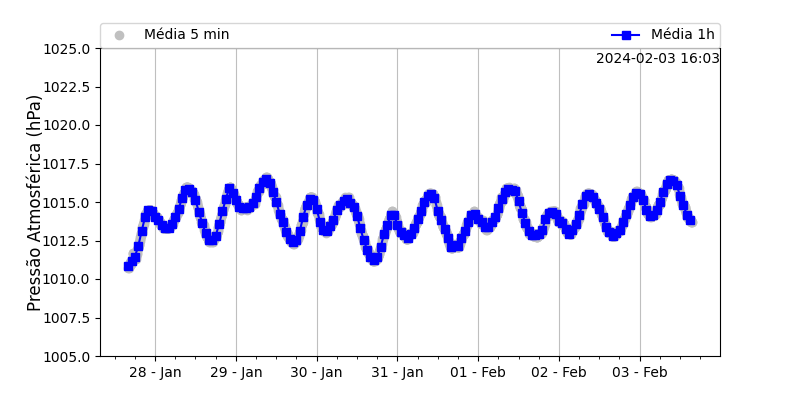 Média 5 min
Média 1h
2024-02-03 16:03
Pressão Atmosférica (hPa)
1025.0
1022.5
1020.0
1017.5
1015.0
1012.5
1010.0
1007.5
1005.0
28 - Jan
29 - Jan
30 - Jan
31 - Jan
01 - Feb
02 - Feb
03 - Feb